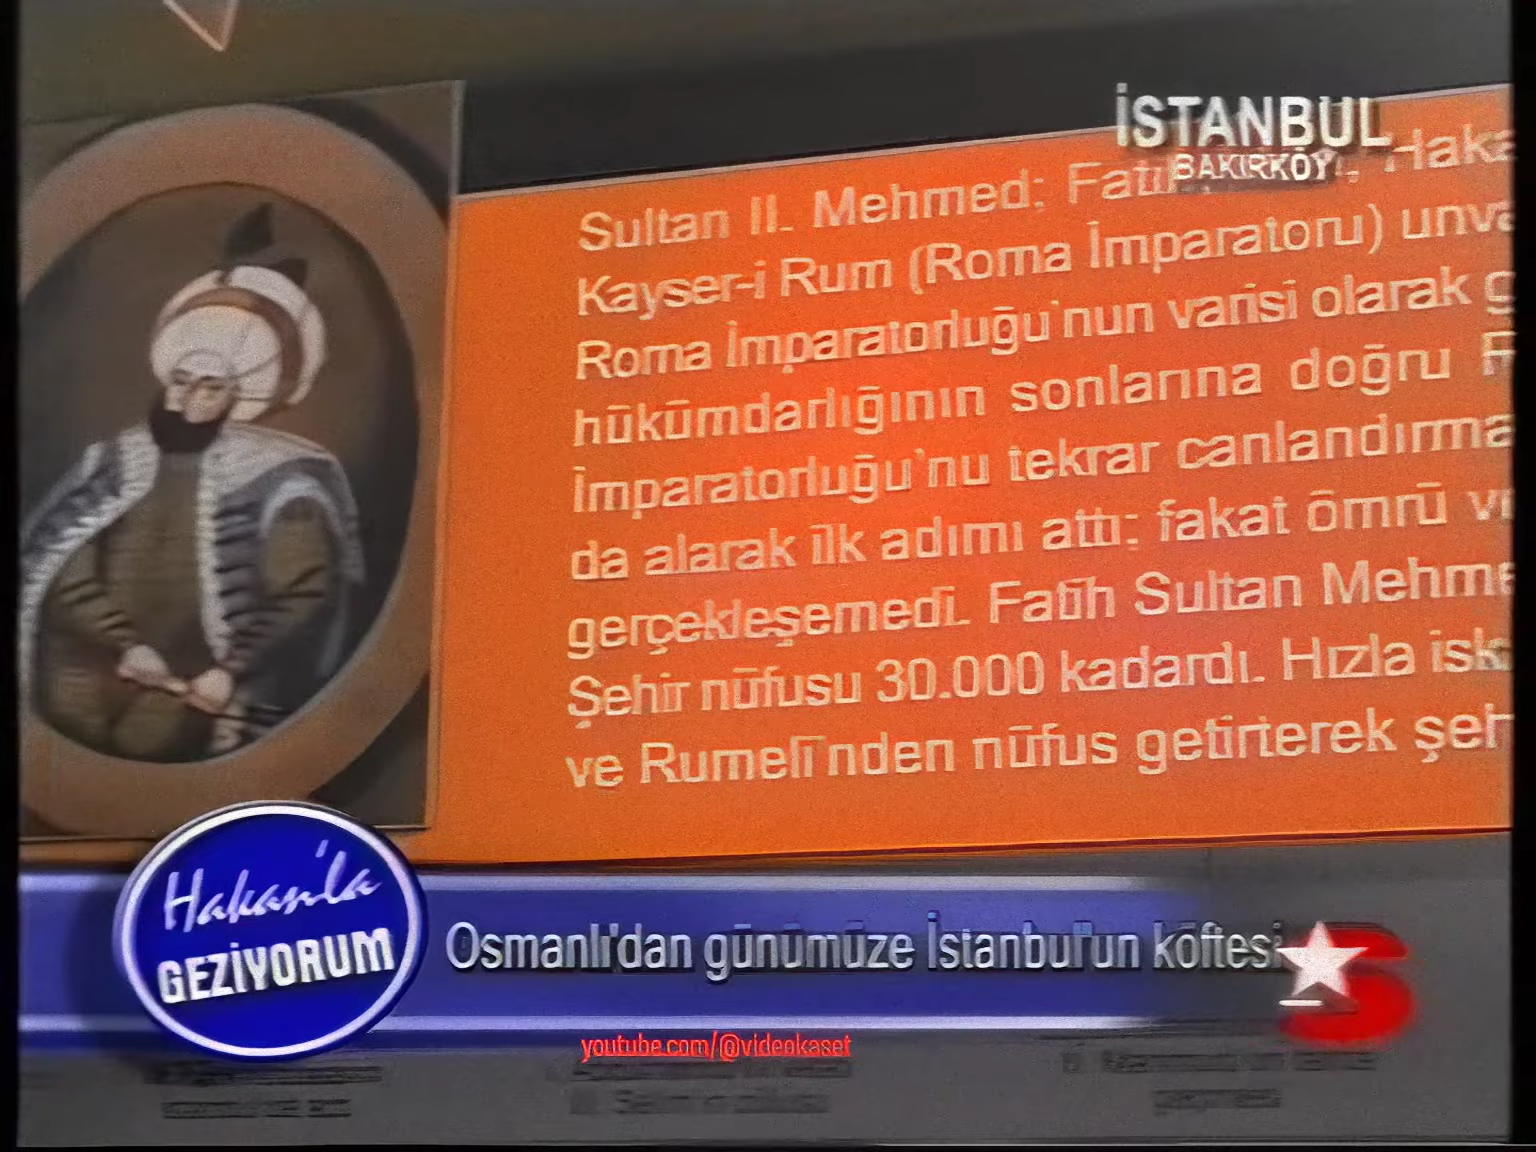 İSTANBUL
BAKIRKÖY
Sultan II. Mehmed; Fatih
Kayser-i Rum (Roma İmparatoru)
Roma İmparatorluğu'nun varisi olarak
hükümdarlığının sonlarına doğru
İmparatorluğu'nu tekrar canlandırma
da alarak ilk adımı attı; fakat ömrü
gerçekleşemedi. Fatih Sultan Mehme
Şehir nüfusu 30.000 kadardı. Hızla
ve Rumeli'nden nüfus getirterek
Hakan'la
GEZİYORUM
Osmanlı'dan günümüze İstanbul'un köftesi
youtube.com/@videokaset